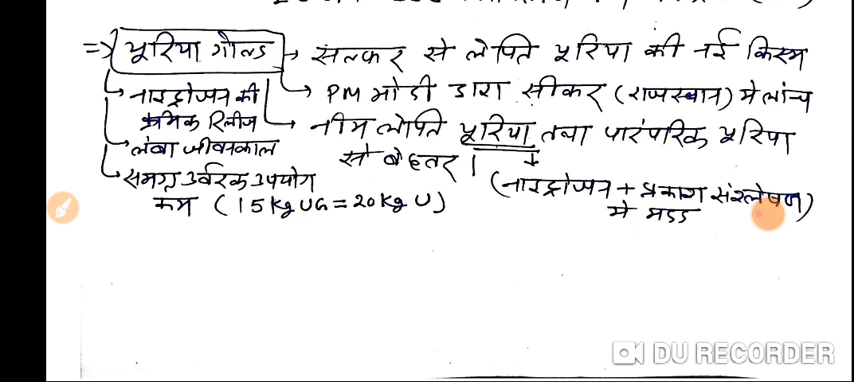 => यूरिया गोल्ड → सल्फर से लेपित यूरिया की नई किस्म
→ PM मोदी द्वारा सीकर (राजस्थान) मे लांच
→ नाइट्रोजन की क्रमिक रिलीज
→ नीम लेपित यूरिया तथा पारंपरिक यूरिया से बेहतर।
→ लंबा जीवनकाल
→ समग्र उर्वरक उपयोग कम (15 kg UG = 20 kg U)
(नाइट्रोजन + प्रकाश संश्लेषण मे मदद)
DU RECORDER